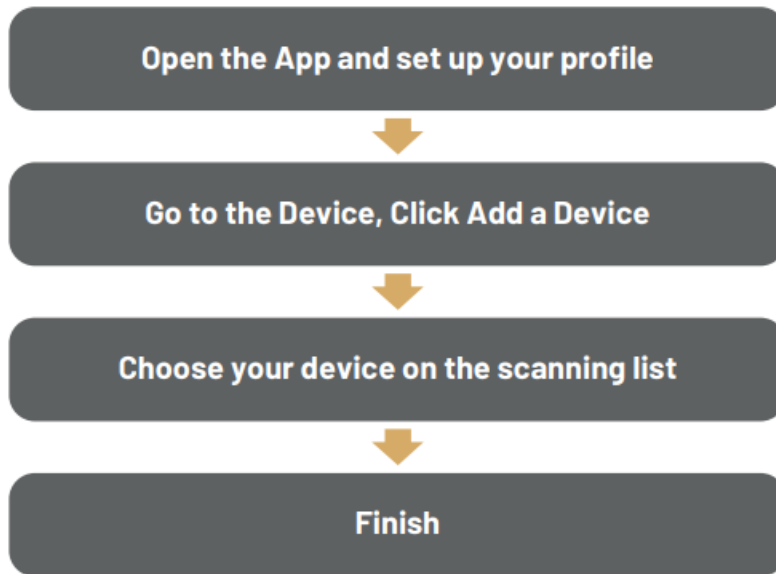 Open the App and set up your profile
Go to the Device, Click Add a Device
Choose your device on the scanning list
Finish